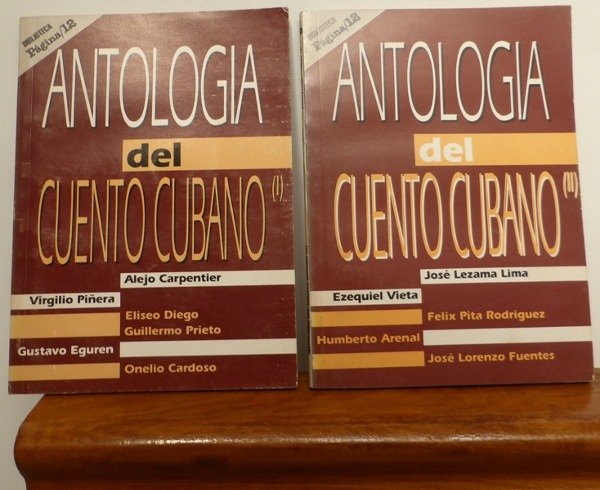 BIBLIOTECA
Página/12
ANTOLOGIA
del
CUENTO CUBANO (I)
Alejo Carpentier
Virgilio Piñera
Eliseo Diego
Guillermo Prieto
Gustavo Eguren
Onelio Cardoso
BIBLIOTECA
Página/12
ANTOLOGIA
del
CUENTO CUBANO (II)
José Lezama Lima
Ezequiel Vieta
Felix Pita Rodriguez
Humberto Arenal
José Lorenzo Fuentes